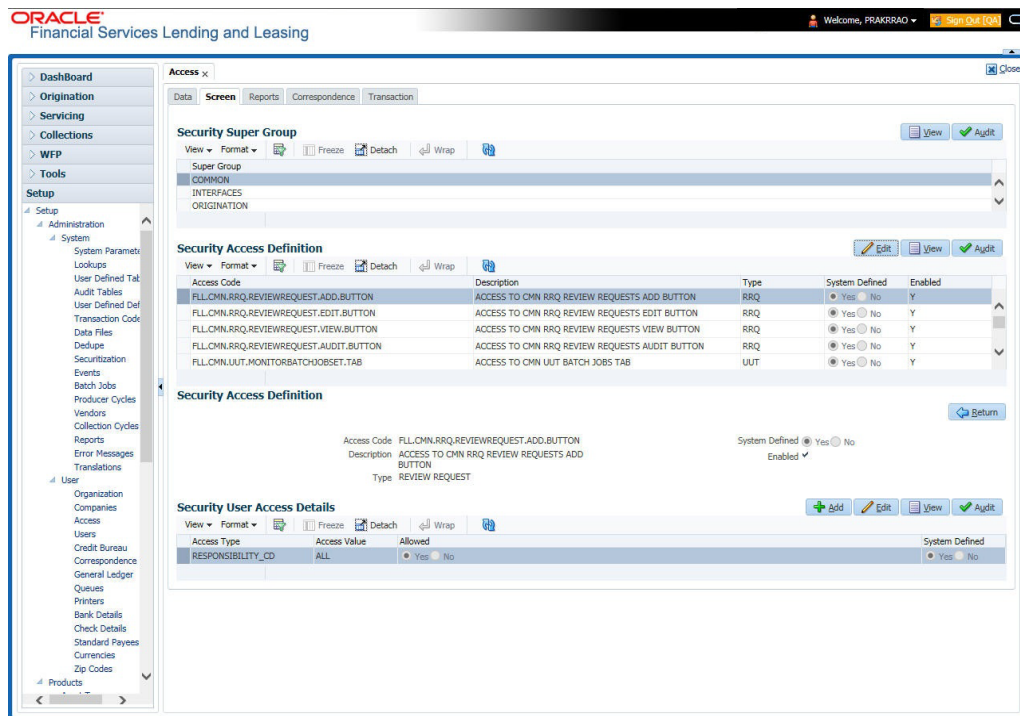 ORACLE
Financial Services Lending and Leasing
Welcome, PRAKRRAO
Sign Out [QA]
DashBoard
Origination
Servicing
Collections
WFP
Tools
Setup
Setup
Administration
System
System Paramete
Lookups
User Defined Tab
Audit Tables
User Defined Def
Transaction Code
Data Files
Dedupe
Securitization
Events
Batch Jobs
Producer Cycles
Vendors
Collection Cycles
Reports
Error Messages
Translations
User
Organization
Companies
Access
Users
Credit Bureau
Correspondence
General Ledger
Queues
Printers
Bank Details
Check Details
Standard Payees
Currencies
Zip Codes
Products
Access x
Close
Data Screen Reports Correspondence Transaction
Security Super Group
View Audit
View Format Freeze Detach Wrap
Super Group
COMMON
INTERFACES
ORIGINATION
Security Access Definition
Edit View Audit
View Format Freeze Detach Wrap
Access Code Description Type System Defined Enabled
FLL.CMN.RRQ.REVIEWREQUEST.ADD.BUTTON ACCESS TO CMN RRQ REVIEW REQUESTS ADD BUTTON RRQ Yes No Y
FLL.CMN.RRQ.REVIEWREQUEST.EDIT.BUTTON ACCESS TO CMN RRQ REVIEW REQUESTS EDIT BUTTON RRQ Yes No Y
FLL.CMN.RRQ.REVIEWREQUEST.VIEW.BUTTON ACCESS TO CMN RRQ REVIEW REQUESTS VIEW BUTTON RRQ Yes No Y
FLL.CMN.RRQ.REVIEWREQUEST.AUDIT.BUTTON ACCESS TO CMN RRQ REVIEW REQUESTS AUDIT BUTTON RRQ Yes No Y
FLL.CMN.UUT.MONITORBATCHJOBSET.TAB ACCESS TO CMN UUT BATCH JOBS TAB UUT Yes No Y
Security Access Definition
Return
Access Code FLL.CMN.RRQ.REVIEWREQUEST.ADD.BUTTON System Defined Yes No
Description ACCESS TO CMN RRQ REVIEW REQUESTS ADD Enabled
BUTTON
Type REVIEW REQUEST
Security User Access Details
Add Edit View Audit
View Format Freeze Detach Wrap
Access Type Access Value Allowed System Defined
RESPONSIBILITY_CD ALL Yes No Yes No